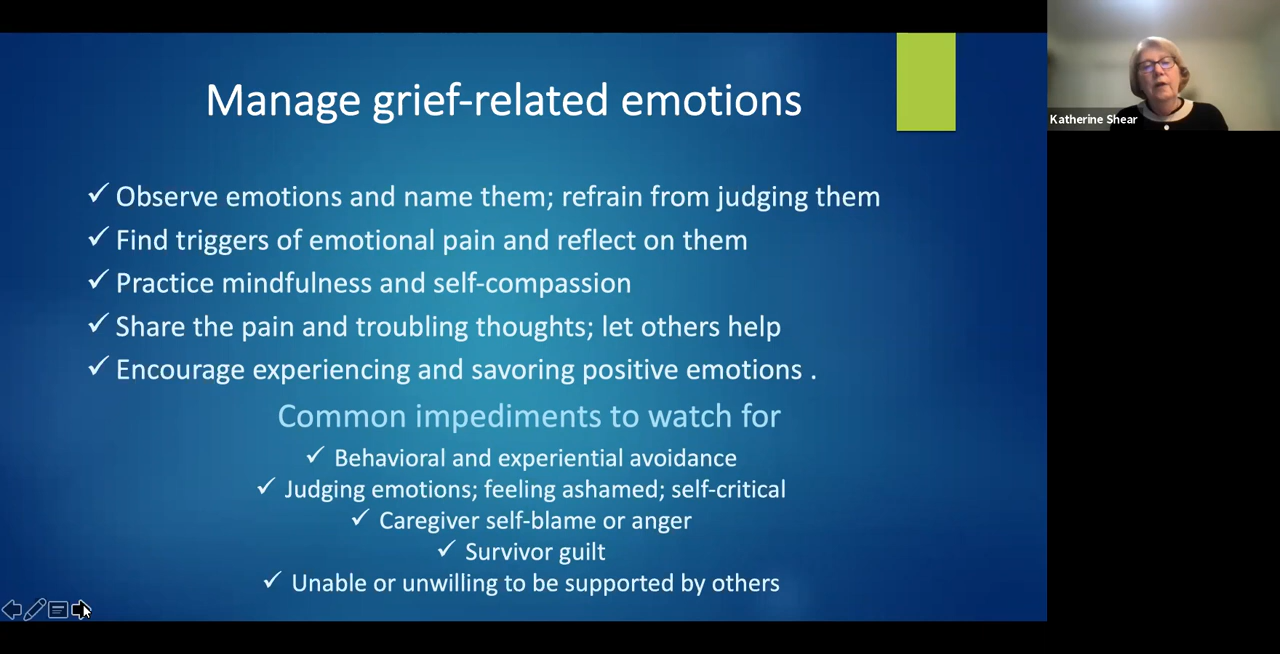 Manage grief-related emotions
✓ Observe emotions and name them; refrain from judging them
✓ Find triggers of emotional pain and reflect on them
✓ Practice mindfulness and self-compassion
✓ Share the pain and troubling thoughts; let others help
✓ Encourage experiencing and savoring positive emotions .
Common impediments to watch for
✓ Behavioral and experiential avoidance
✓ Judging emotions; feeling ashamed; self-critical
✓ Caregiver self-blame or anger
✓ Survivor guilt
✓ Unable or unwilling to be supported by others
Katherine Shear